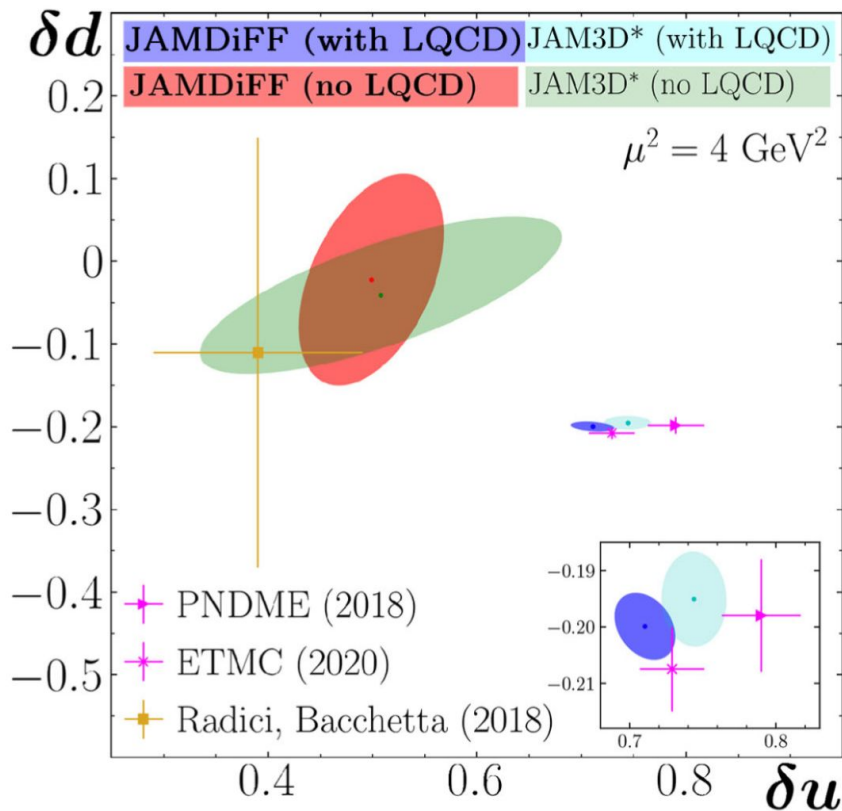 δd
JAMDiFF (with LQCD) JAM3D* (with LQCD)
JAMDiFF (no LQCD) JAM3D* (no LQCD)
μ² = 4 GeV²
0.2
0.1
0
−0.1
−0.2
−0.3
−0.4
−0.5
PNDME (2018)
ETMC (2020)
Radici, Bacchetta (2018)
−0.19
−0.20
−0.21
0.7 0.8
0.4 0.6 0.8
δu